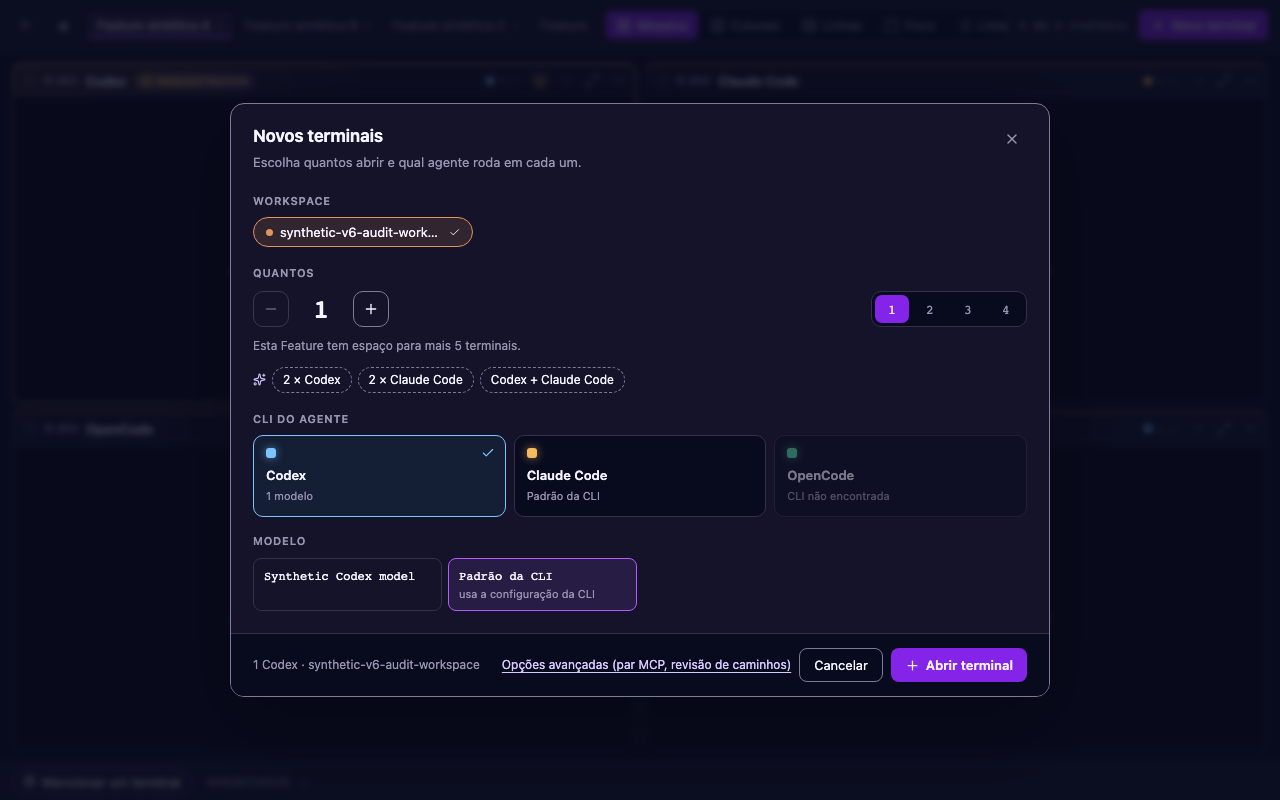 Novos terminais
Escolha quantos abrir e qual agente roda em cada um.
WORKSPACE
synthetic-v6-audit-work...
QUANTOS
1
1 2 3 4
Esta Feature tem espaço para mais 5 terminais.
2 × Codex
2 × Claude Code
Codex + Claude Code
CLI DO AGENTE
Codex
1 modelo
Claude Code
Padrão da CLI
OpenCode
CLI não encontrada
MODELO
Synthetic Codex model
Padrão da CLI
usa a configuração da CLI
1 Codex · synthetic-v6-audit-workspace
Opções avançadas (por MCP, revisão de caminhos)
Cancelar
Abrir terminal